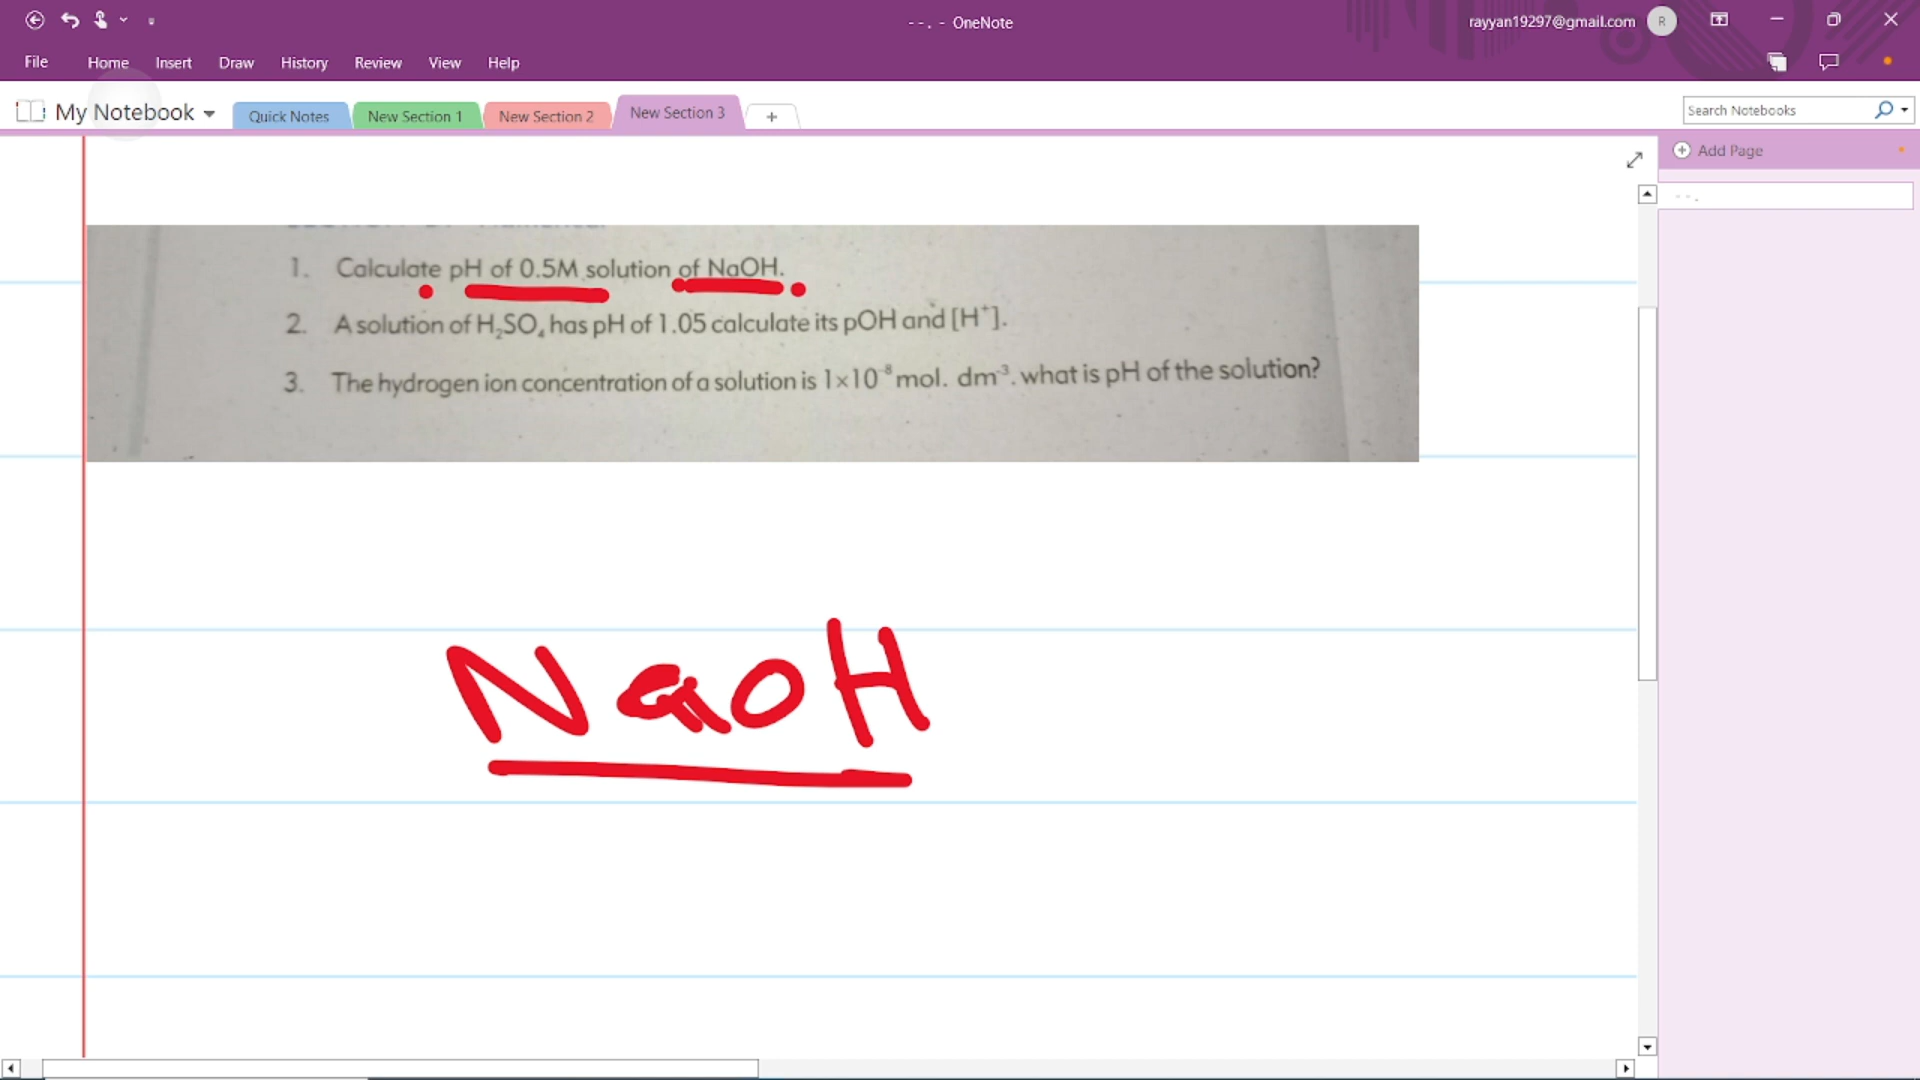 - - . - OneNote
rayyan19297@gmail.com
R
File Home Insert Draw History Review View Help
My Notebook
Quick Notes
New Section 1
New Section 2
New Section 3
+
Search Notebooks
Add Page
- - .
1. Calculate pH of 0.5M solution of NaOH.
2. A solution of H₂SO₄ has pH of 1.05 calculate its pOH and [H⁺].
3. The hydrogen ion concentration of a solution is 1×10⁻⁸ mol. dm⁻³. what is pH of the solution?
NaoH